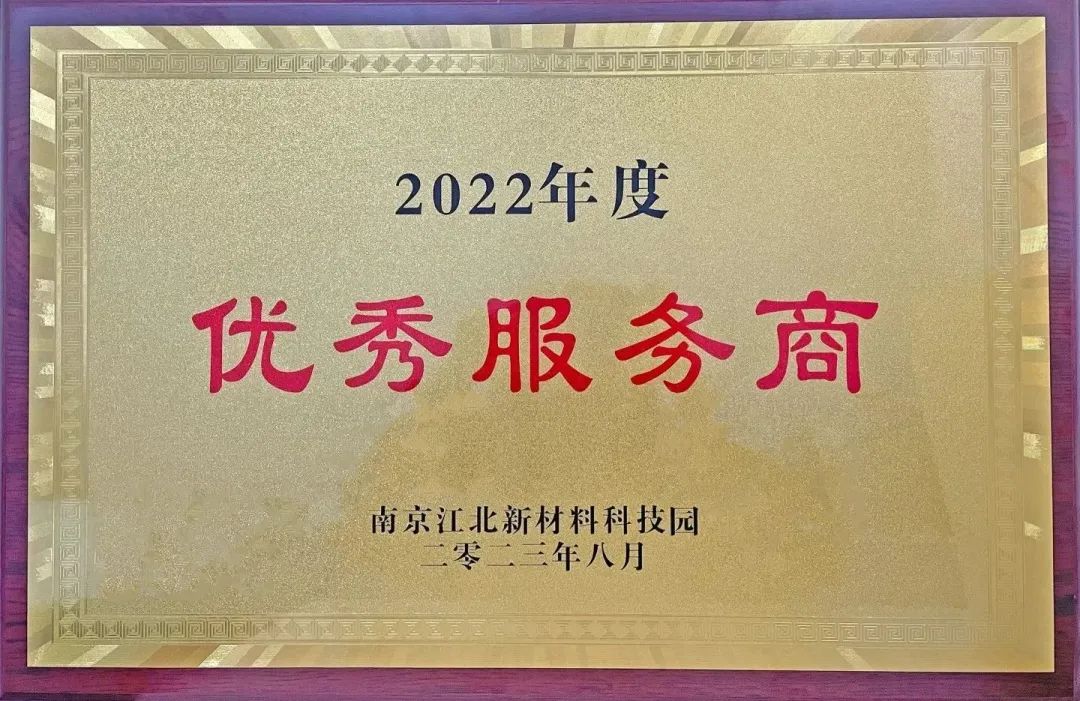 2022年度
优秀服务商
南京江北新材料科技园
二零二三年八月